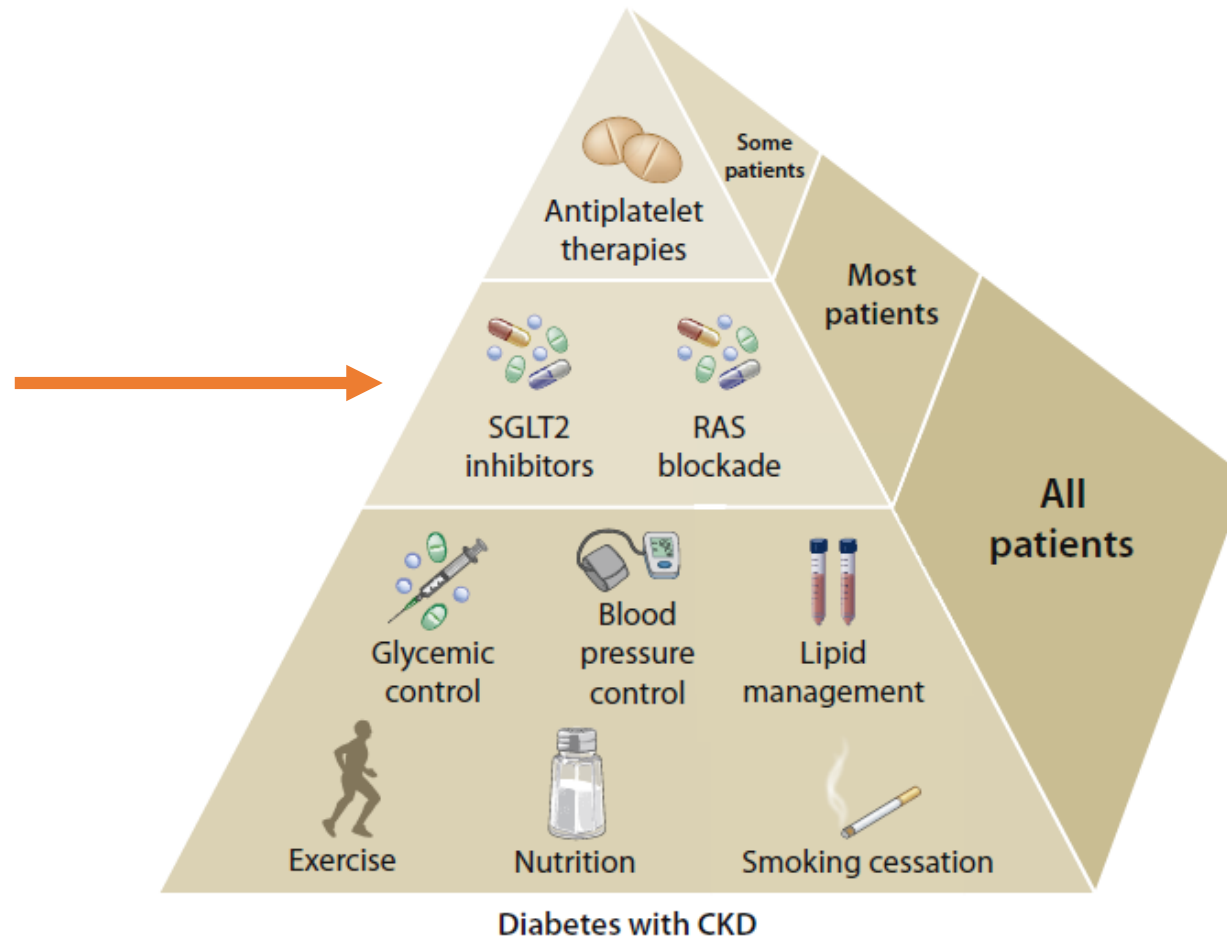 Some
patients
Antiplatelet
therapies
Most
patients
SGLT2
inhibitors
RAS
blockade
All
patients
Glycemic
control
Blood
pressure
control
Lipid
management
Exercise
Nutrition
Smoking cessation
Diabetes with CKD